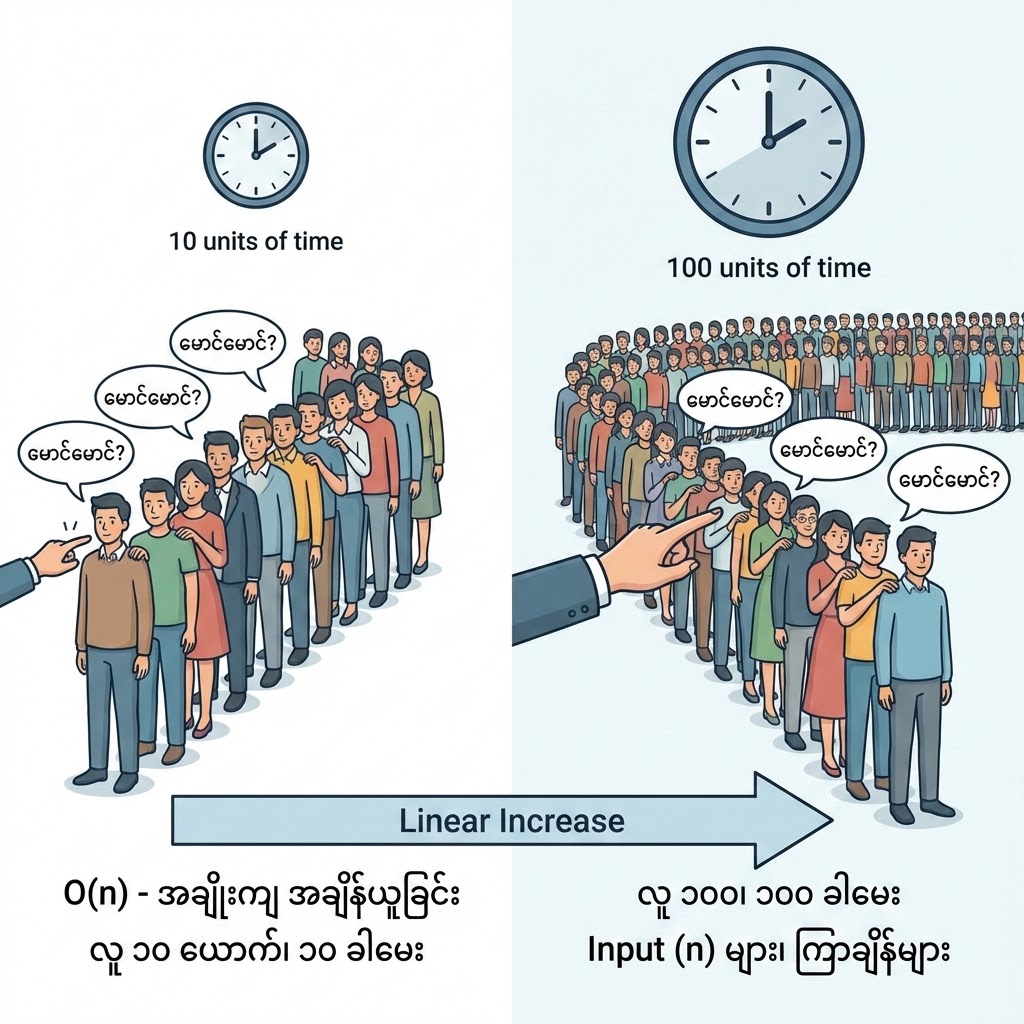 10 units of time
မောင်မောင်?
မောင်မောင်?
မောင်မောင်?
100 units of time
မောင်မောင်?
မောင်မောင်?
မောင်မောင်?
Linear Increase
O(n) - အချိုးကျ အချိန်ယူခြင်း
လူ ၁၀ ယောက်၊ ၁၀ ခါမေး
လူ ၁၀၀၊ ၁၀၀ ခါမေး
Input (n) များ၊ ကြာချိန်များ